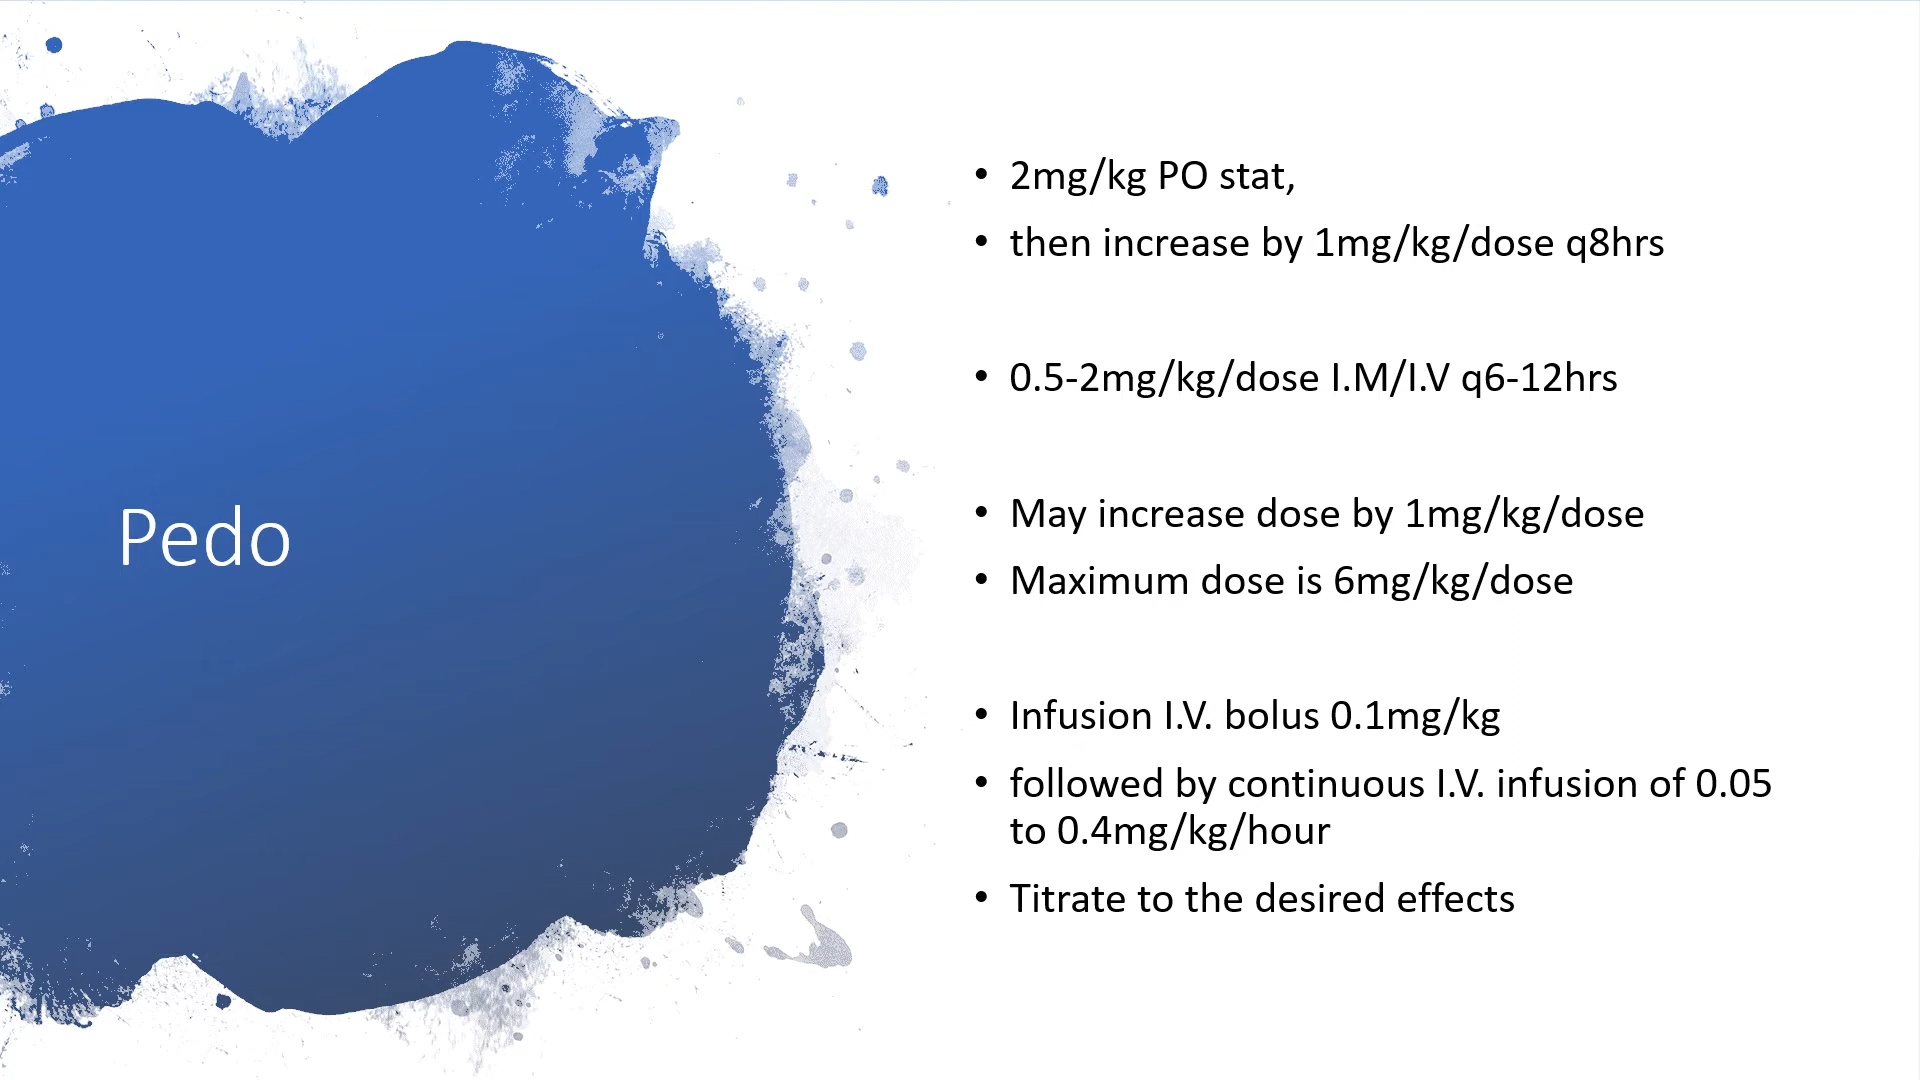 Pedo
• 2mg/kg PO stat,
• then increase by 1mg/kg/dose q8hrs
• 0.5-2mg/kg/dose I.M/I.V q6-12hrs
• May increase dose by 1mg/kg/dose
• Maximum dose is 6mg/kg/dose
• Infusion I.V. bolus 0.1mg/kg
• followed by continuous I.V. infusion of 0.05
to 0.4mg/kg/hour
• Titrate to the desired effects